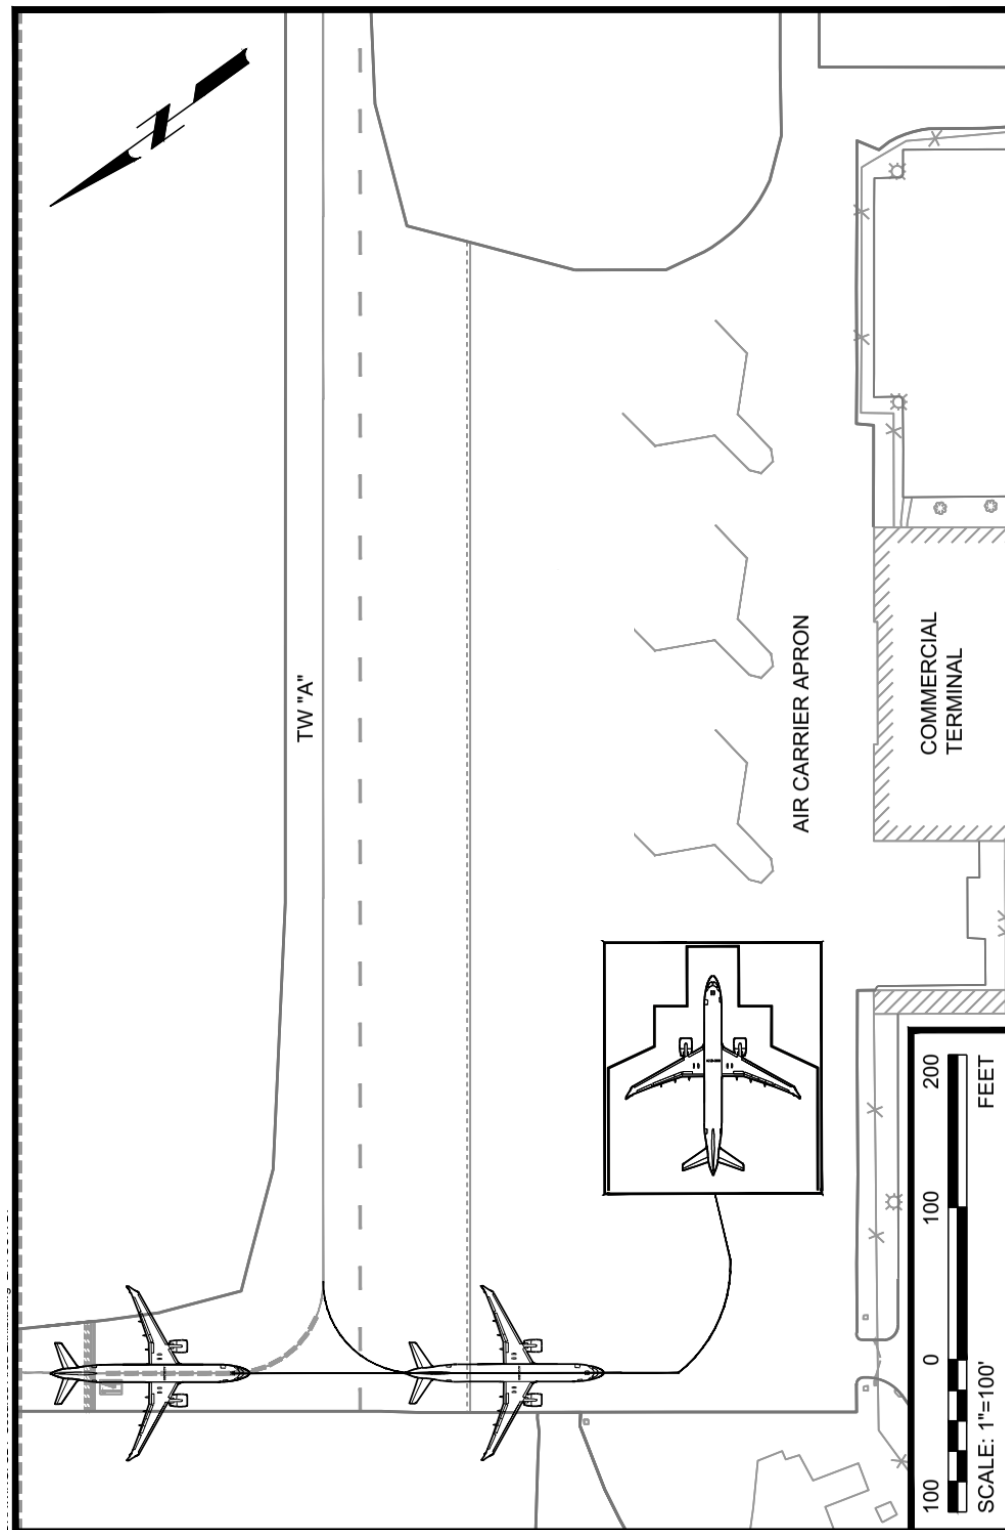 TW "A"
AIR CARRIER APRON
COMMERCIAL
TERMINAL
100 0 100 200
SCALE: 1"=100' FEET